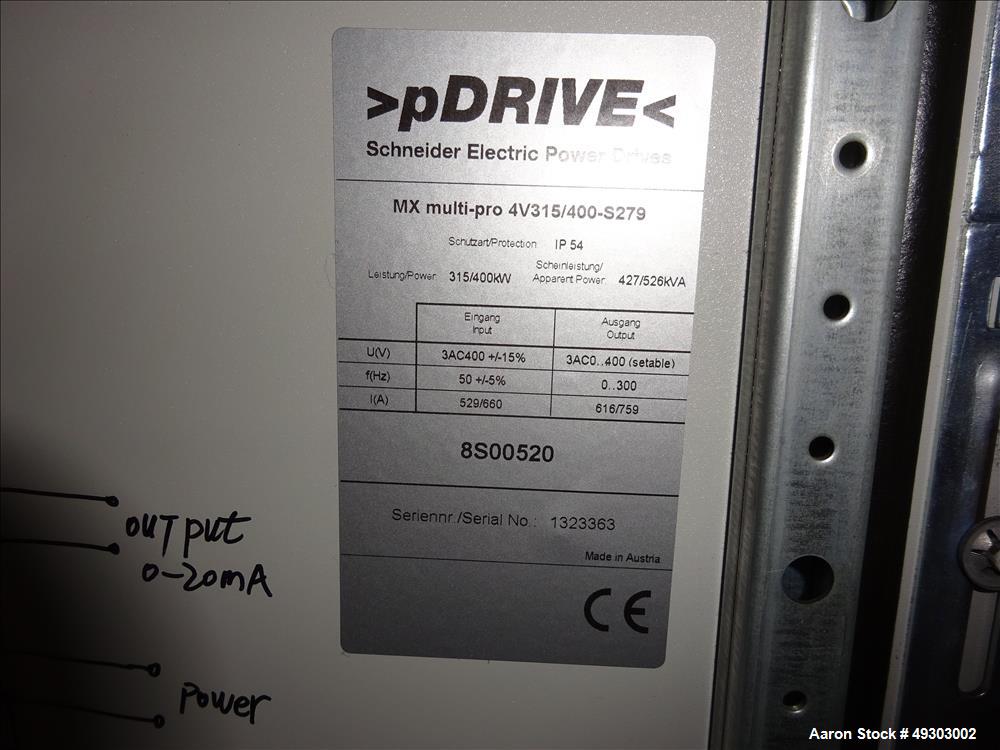 >pDRIVE<
Schneider Electric Power Drives
MX multi-pro 4V315/400-S279
Schutzart/Protection IP 54
Leistung/Power 315/400kW Scheinleistung/
Apparent Power 427/526kVA
Eingang
Input
Ausgang
Output
U(V) 3AC400 +/-15% 3AC0..400 (setable)
f(Hz) 50 +/-5% 0..300
I(A) 529/660 616/759
8S00520
Seriennr./Serial No.: 1323363
Made in Austria
CE
OUTPUT
0-20mA
Power
Aaron Stock # 49303002